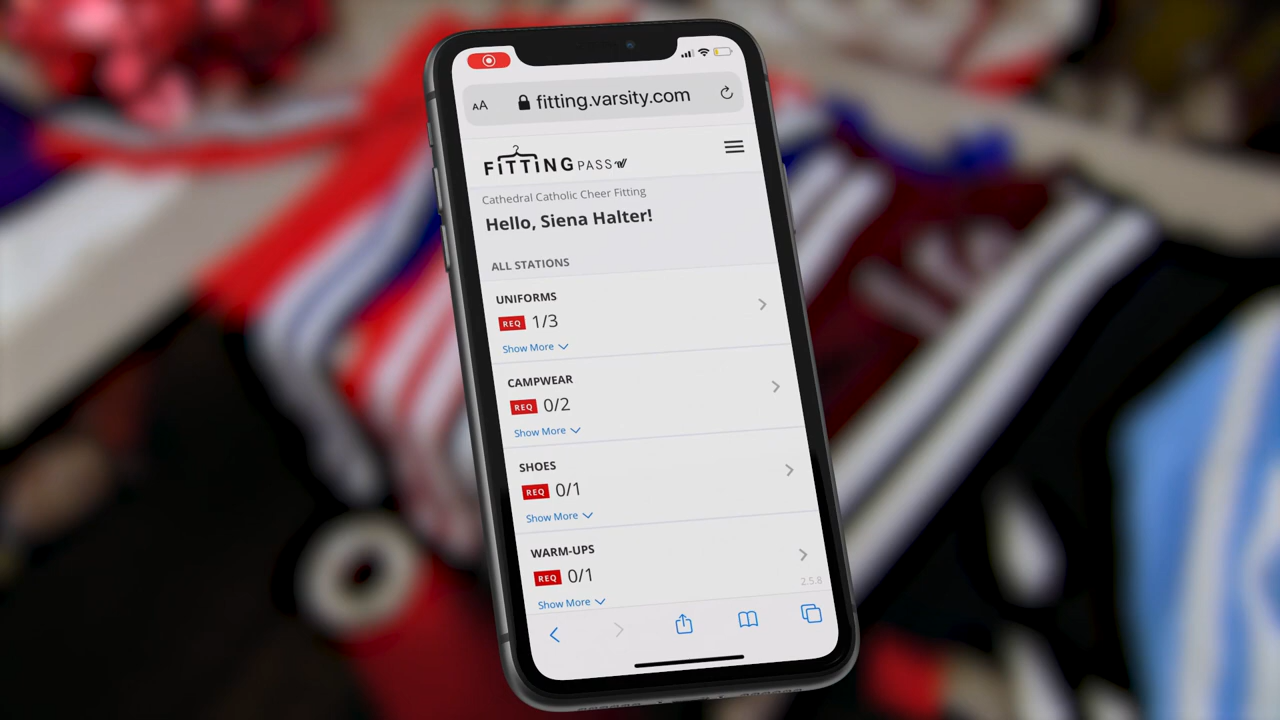 AA fitting.varsity.com
FITTING PASS
Cathedral Catholic Cheer Fitting
Hello, Siena Halter!
ALL STATIONS
UNIFORMS
REQ 1/3
Show More
CAMPWEAR
REQ 0/2
Show More
SHOES
REQ 0/1
Show More
WARM-UPS
REQ 0/1
2.5.8
Show More